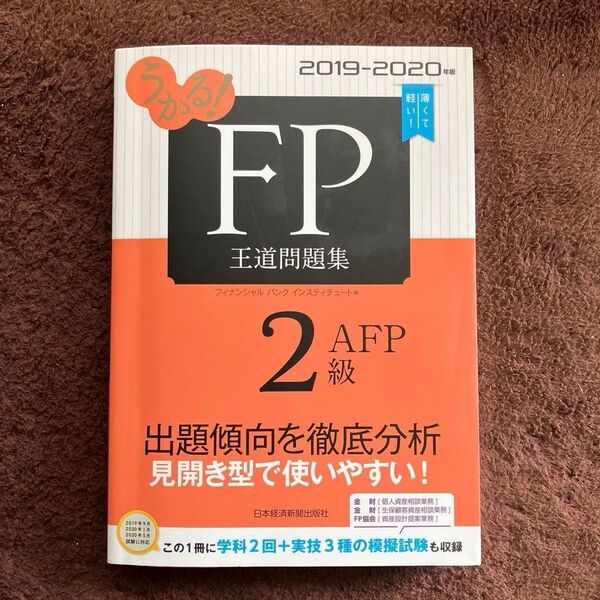 2019-2020年版
うかる!
薄くて
軽い!
FP
王道問題集
フィナンシャル バンク インスティチュート編
2級
AFP
出題傾向を徹底分析
見開き型で使いやすい!
日本経済新聞出版社
金 財[個人資産相談業務]
金 財[生保顧客資産相談業務]
FP協会[資産設計提案業務]
2019年9月
2020年1月
2020年5月
試験に対応
この1冊に学科2回+実技3種の模擬試験も収録